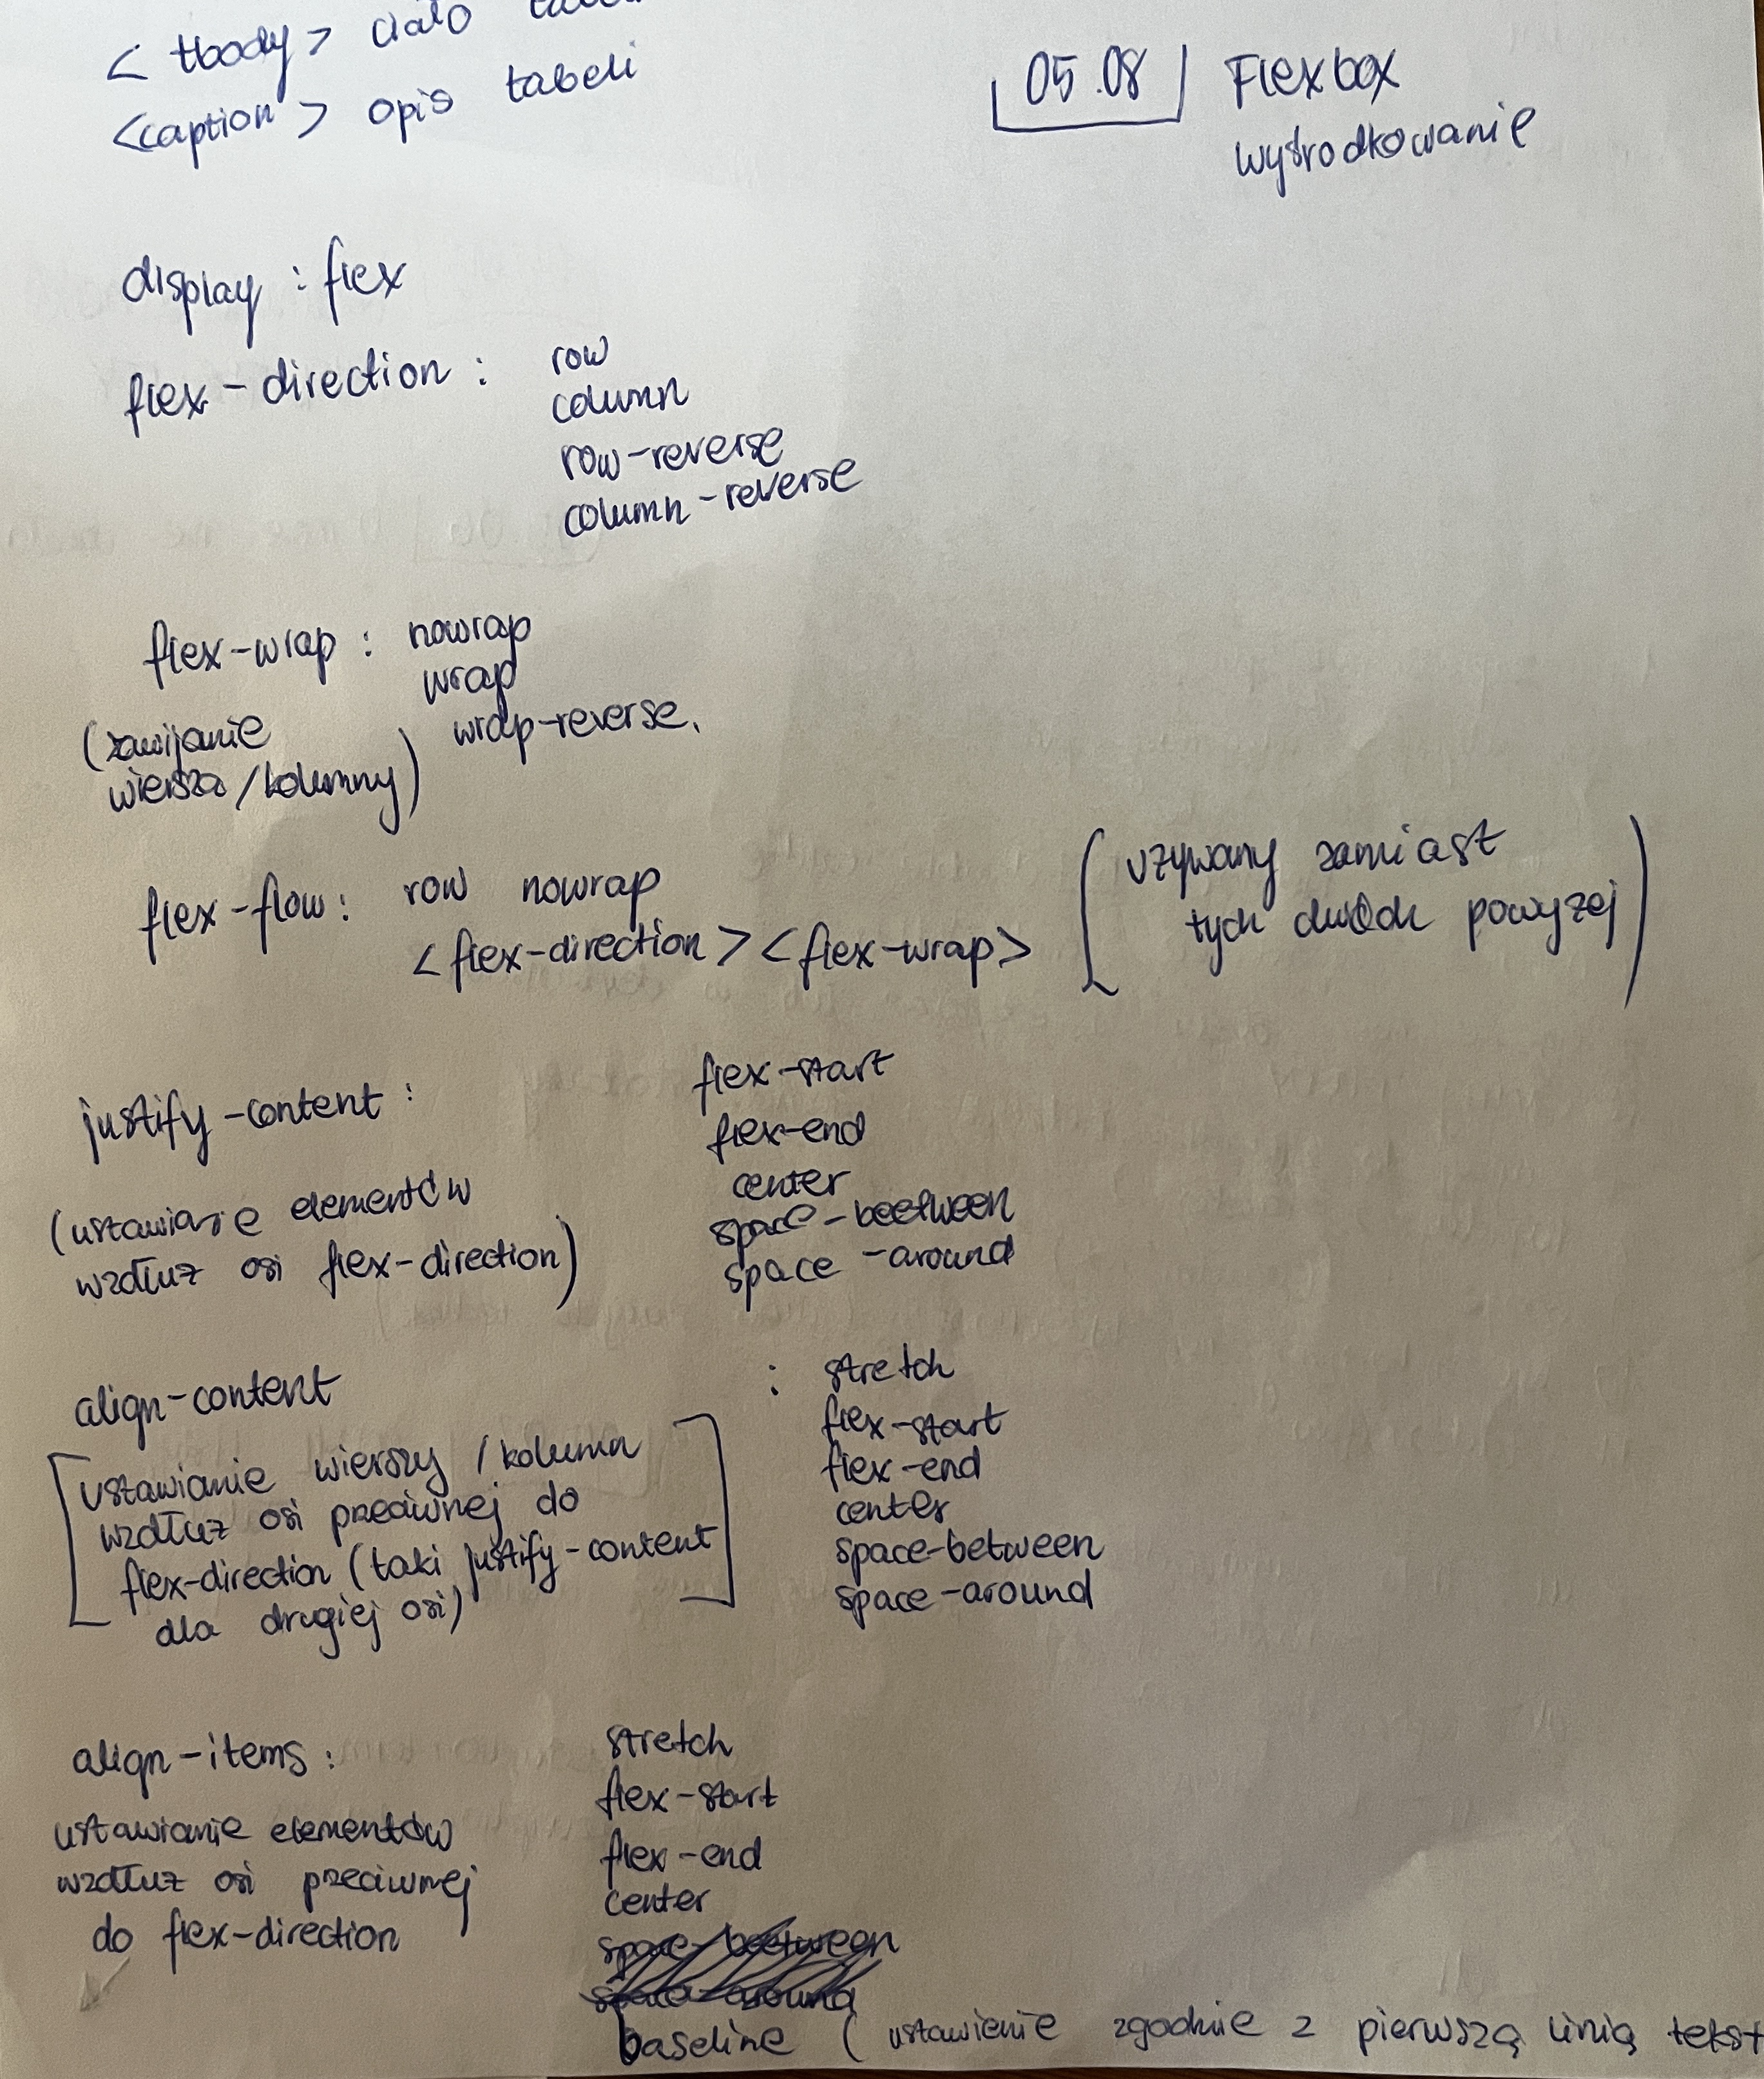 < tbody > ciało
<caption > opis tabeli
05.08 Flexbox
wyśrodkowanie
display : flex
flex-direction : row
column
row-reverse
column-reverse
flex-wrap : nowrap
wrap
wrap-reverse.
(zawijanie
wiersza/kolumny)
flex-flow : row nowrap
<flex-direction><flex-wrap>
(używany zamiast
tych dwóch powyżej)
justify-content :
(ustawianie elementów
wzdłuż osi flex-direction)
flex-start
flex-end
center
space-beetween
space-around
align-content :
[ustawianie wierszy/kolumn
wzdłuż osi przeciwnej do
flex-direction (taki justify-content
dla drugiej osi)]
stretch
flex-start
flex-end
center
space-between
space-around
align-items :
ustawianie elementów
wzdłuż osi przeciwnej
do flex-direction
stretch
flex-start
flex-end
center
space-beetween
space-around
baseline (ustawienie zgodnie z pierwszą linią tekst